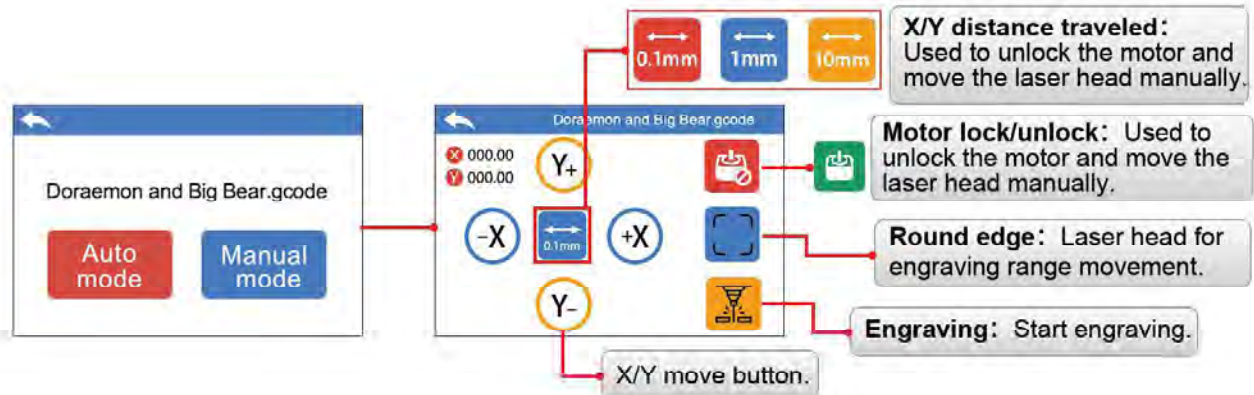 0.1mm
1mm
10mm
X/Y distance traveled:
Used to unlock the motor and
move the laser head manually.
Doraemon and Big Bear.gcode
Auto
mode
Manual
mode
Doraemon and Big Bear.gcode
X 000.00
Y 000.00
Y+
-X
0.1mm
+X
Y-
Motor lock/unlock: Used to
unlock the motor and move the
laser head manually.
Round edge: Laser head for
engraving range movement.
Engraving: Start engraving.
X/Y move button.